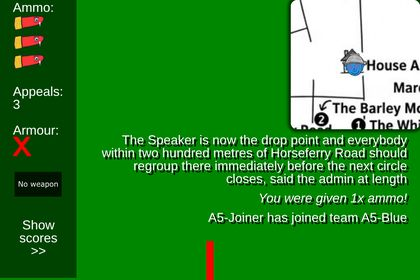 Ammo:
Appeals:
3
Armour:
X
No weapon
Show
scores
>>
House A
Mar
2 The Barley Mo
1 The Whi
The Speaker is now the drop point and everybody
within two hundred metres of Horseferry Road should
regroup there immediately before the next circle
closes, said the admin at length
You were given 1x ammo!
A5-Joiner has joined team A5-Blue